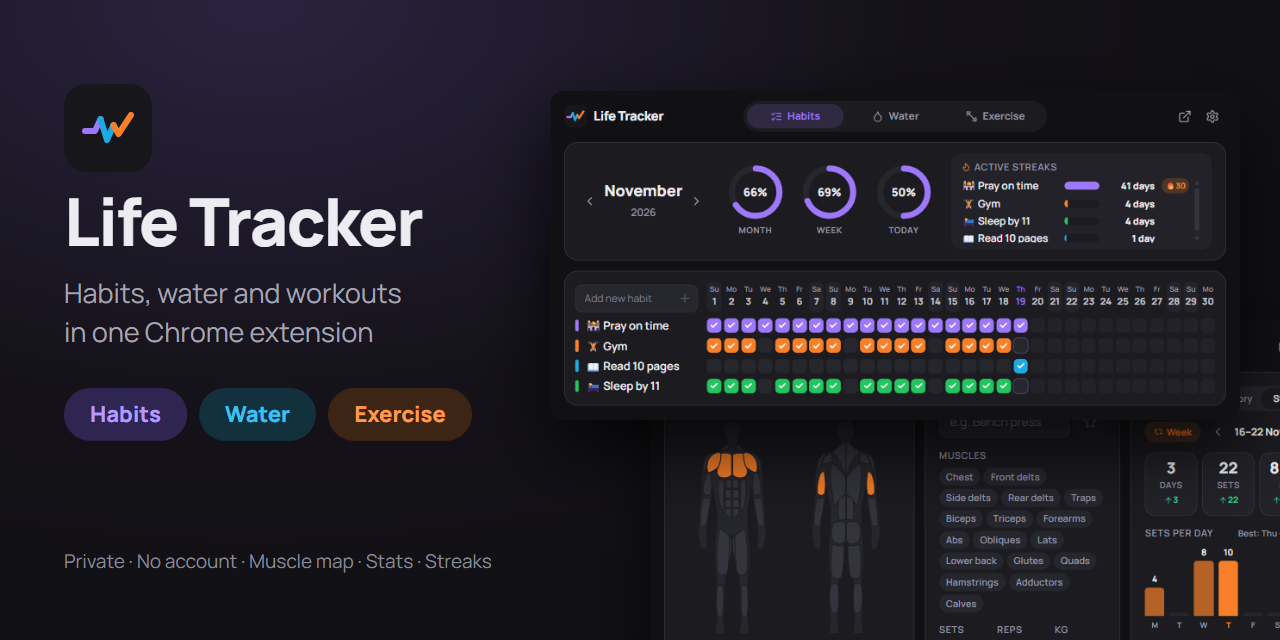 Life Tracker
Habits, water and workouts
in one Chrome extension
Habits
Water
Exercise
Private · No account · Muscle map · Stats · Streaks
Life Tracker
Habits
Water
Exercise
November
2026
66%
MONTH
69%
WEEK
50%
TODAY
ACTIVE STREAKS
Pray on time 41 days 30
Gym 4 days
Sleep by 11 4 days
Read 10 pages 1 day
Add new habit
Su Mo Tu We Th Fr Sa Su Mo Tu We Th Fr Sa Su Mo Tu We Th Fr Sa Su Mo Tu We Th Fr Sa Su Mo
1 2 3 4 5 6 7 8 9 10 11 12 13 14 15 16 17 18 19 20 21 22 23 24 25 26 27 28 29 30
Pray on time
Gym
Read 10 pages
Sleep by 11
e.g. Bench press
MUSCLES
Chest Front delts
Side delts Rear delts Traps
Biceps Triceps Forearms
Abs Obliques Lats
Lower back Glutes Quads
Hamstrings Adductors
Calves
SETS REPS KG
Week
16–22 Nov
3
DAYS
↑3
22
SETS
↑22
8
SETS PER DAY
Best: Thu
4 8 10
M T W T F S